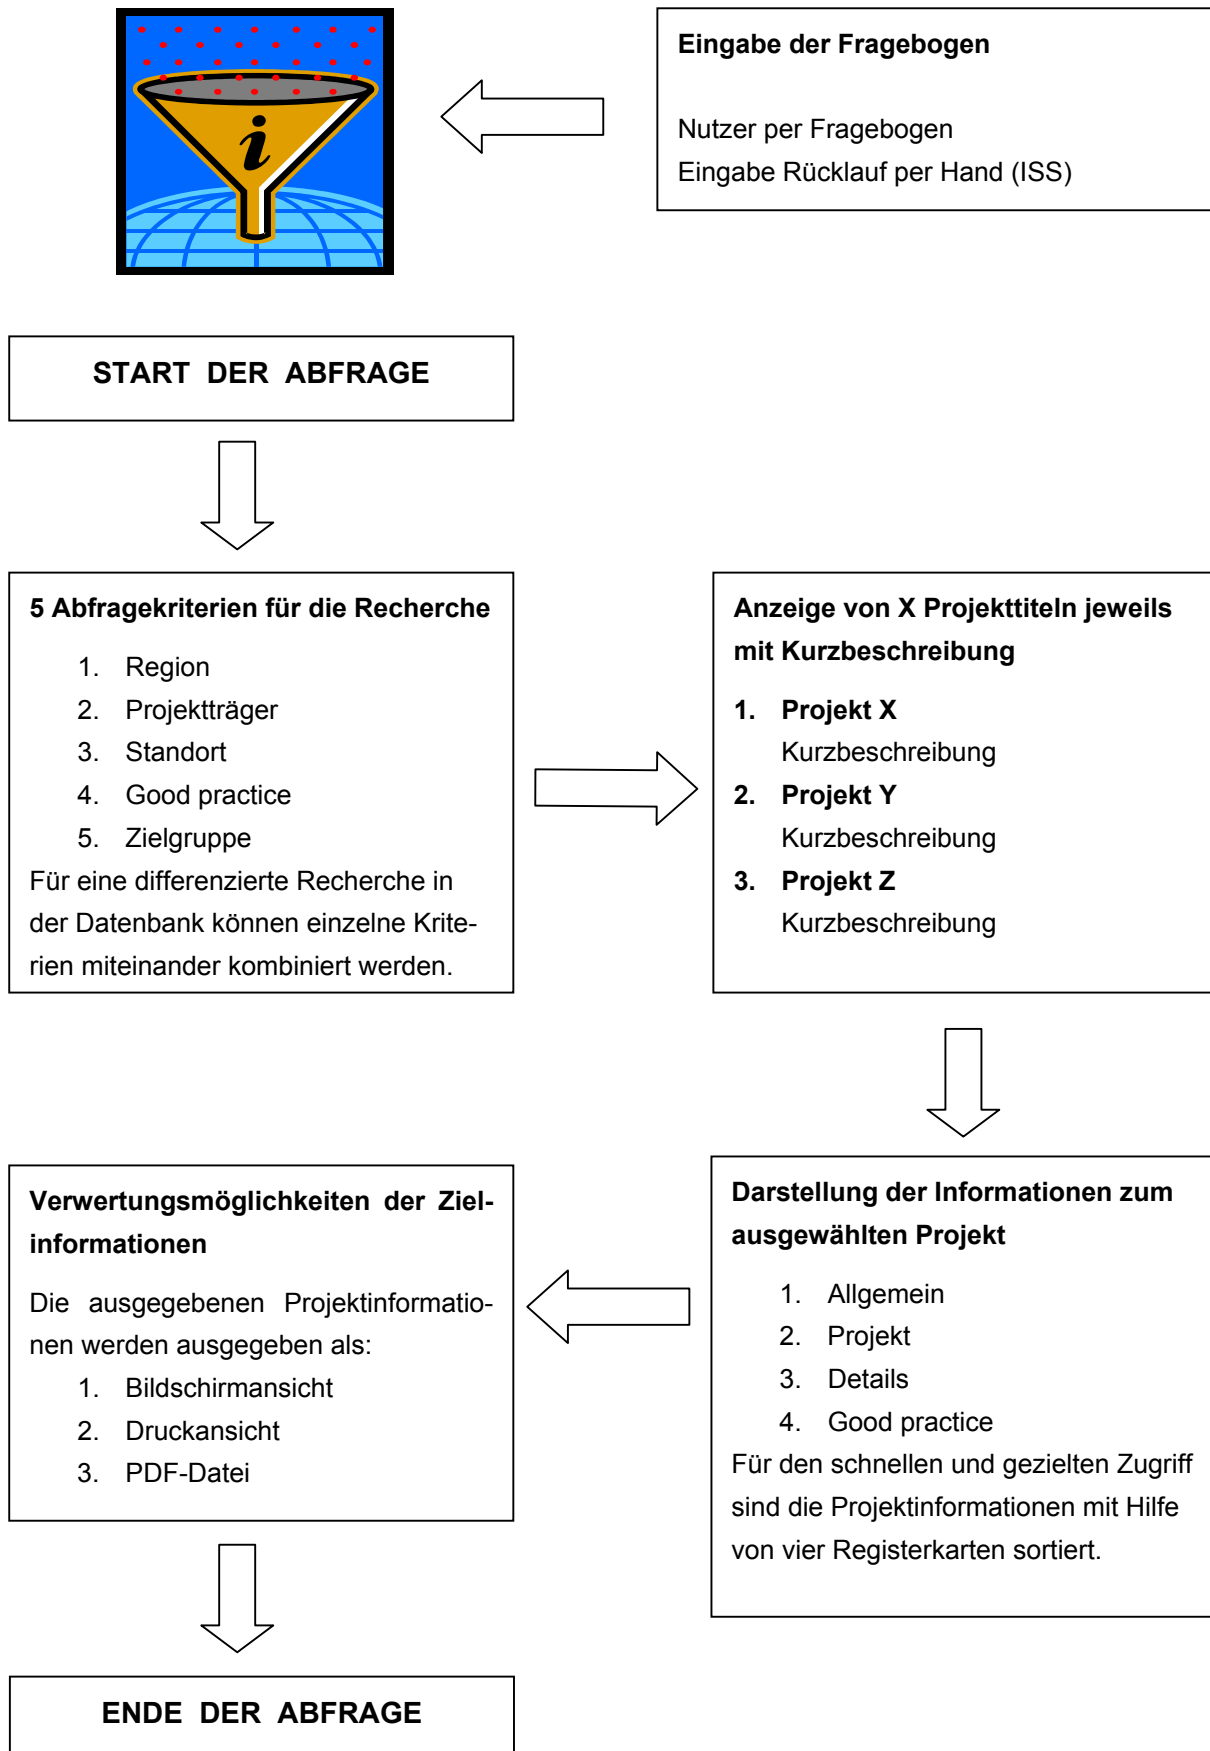 i
Eingabe der Fragebogen
Nutzer per Fragebogen
Eingabe Rücklauf per Hand (ISS)
START DER ABFRAGE
5 Abfragekriterien für die Recherche
1. Region
2. Projektträger
3. Standort
4. Good practice
5. Zielgruppe
Für eine differenzierte Recherche in
der Datenbank können einzelne Krite-
rien miteinander kombiniert werden.
Anzeige von X Projekttiteln jeweils
mit Kurzbeschreibung
1. Projekt X
Kurzbeschreibung
2. Projekt Y
Kurzbeschreibung
3. Projekt Z
Kurzbeschreibung
Darstellung der Informationen zum
ausgewählten Projekt
1. Allgemein
2. Projekt
3. Details
4. Good practice
Für den schnellen und gezielten Zugriff
sind die Projektinformationen mit Hilfe
von vier Registerkarten sortiert.
Verwertungsmöglichkeiten der Ziel-
informationen
Die ausgegebenen Projektinformatio-
nen werden ausgegeben als:
1. Bildschirmansicht
2. Druckansicht
3. PDF-Datei
ENDE DER ABFRAGE